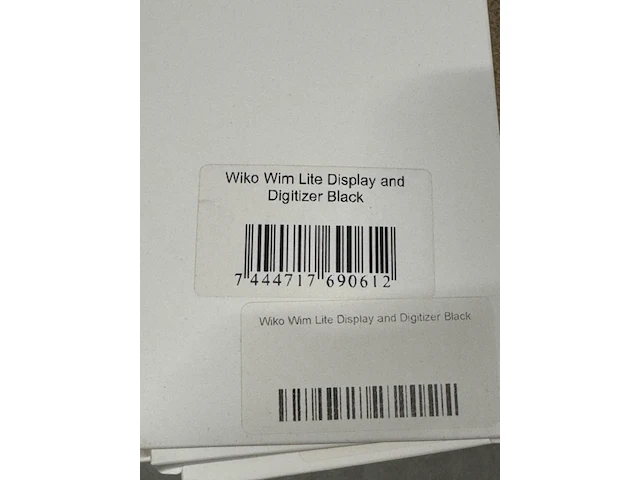 Wiko Wim Lite Display and
Digitizer Black
7 444717 690612
Wiko Wim Lite Display and Digitizer Black